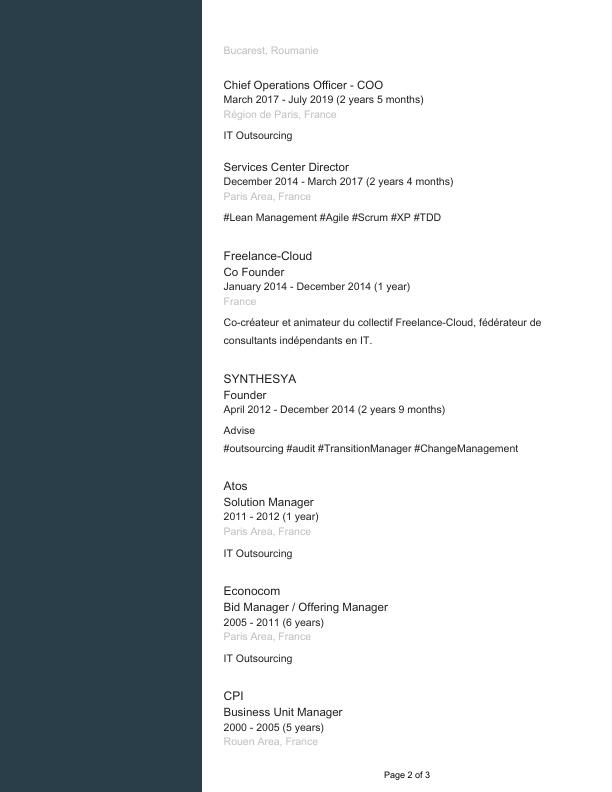 Bucarest, Roumanie
Chief Operations Officer - COO
March 2017 - July 2019 (2 years 5 months)
Région de Paris, France
IT Outsourcing
Services Center Director
December 2014 - March 2017 (2 years 4 months)
Paris Area, France
#Lean Management #Agile #Scrum #XP #TDD
Freelance-Cloud
Co Founder
January 2014 - December 2014 (1 year)
France
Co-créateur et animateur du collectif Freelance-Cloud, fédérateur de
consultants indépendants en IT.
SYNTHESYA
Founder
April 2012 - December 2014 (2 years 9 months)
Advise
#outsourcing #audit #TransitionManager #ChangeManagement
Atos
Solution Manager
2011 - 2012 (1 year)
Paris Area, France
IT Outsourcing
Econocom
Bid Manager / Offering Manager
2005 - 2011 (6 years)
Paris Area, France
IT Outsourcing
CPI
Business Unit Manager
2000 - 2005 (5 years)
Rouen Area, France
Page 2 of 3